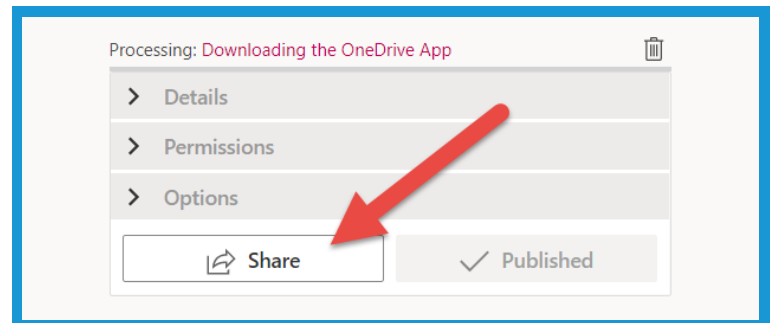 Processing: Downloading the OneDrive App
Details
Permissions
Options
Share Published